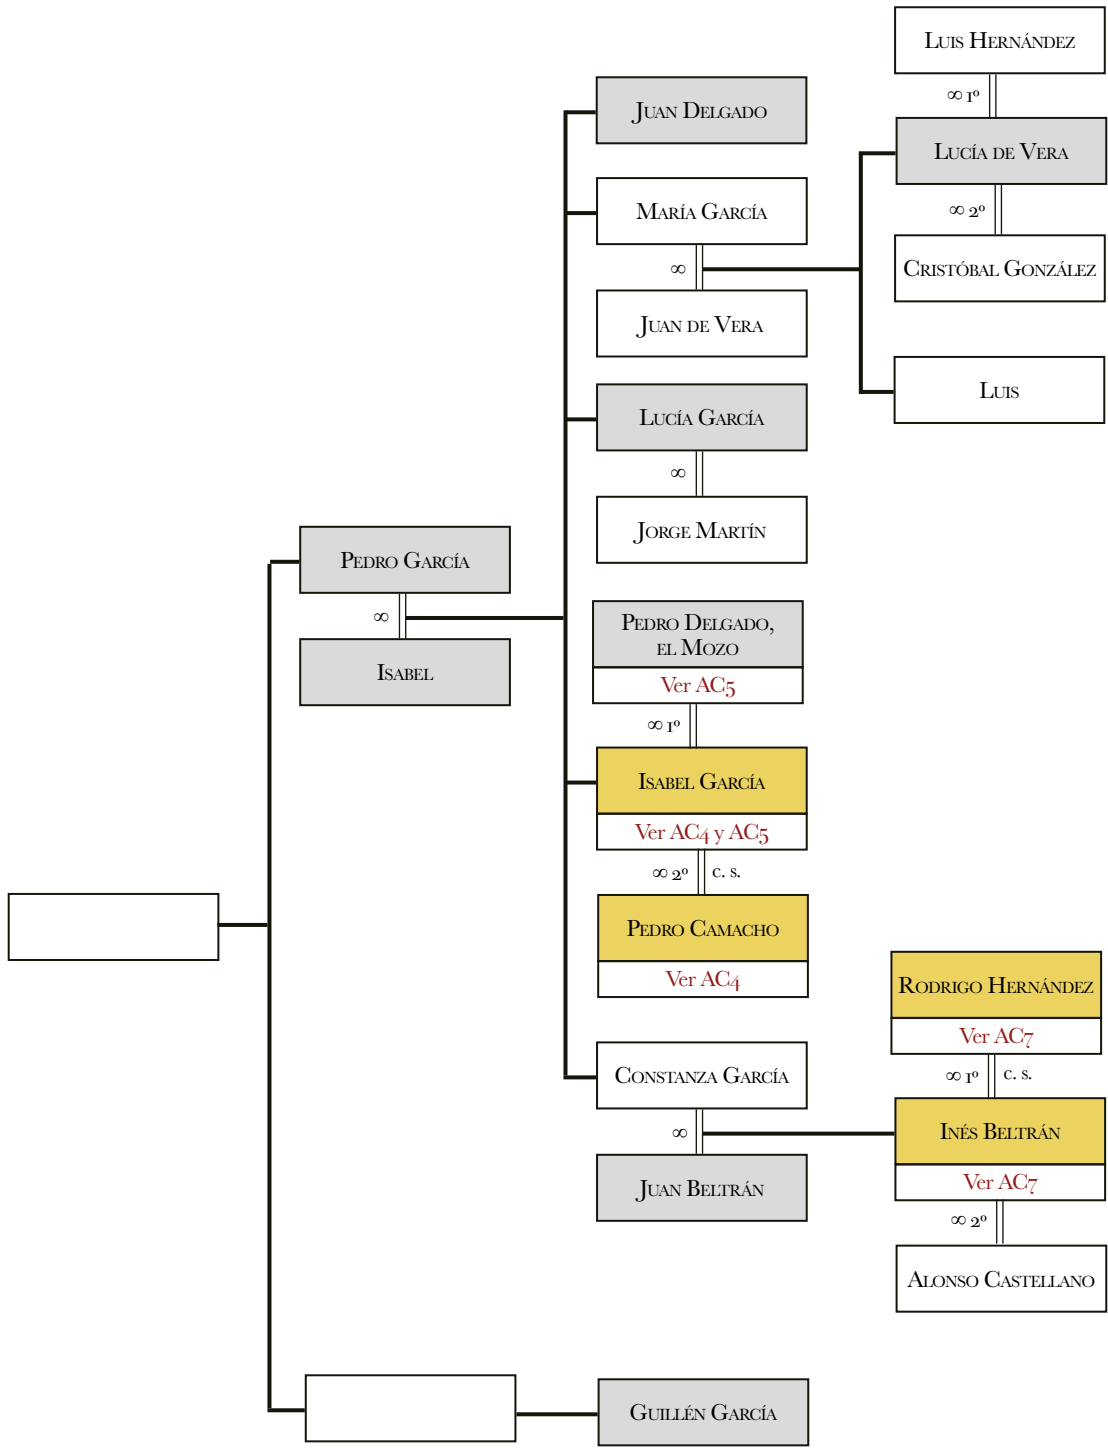 Luis Hernández
∞ 1º
Juan Delgado
Lucía de Vera
María García
∞ 2º
∞
Cristóbal González
Juan de Vera
Luis
Lucía García
∞
Jorge Martín
Pedro García
∞
Isabel
Pedro Delgado,
el Mozo
Ver AC5
∞ 1º
Isabel García
Ver AC4 y AC5
∞ 2º c. s.
Pedro Camacho
Ver AC4
Rodrigo Hernández
Ver AC7
∞ 1º c. s.
Constanza García
∞
Inés Beltrán
Ver AC7
Juan Beltrán
∞ 2º
Alonso Castellano
Guillén García